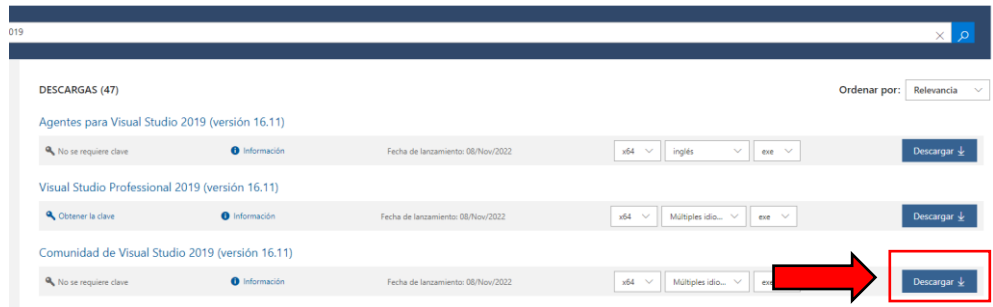 019
DESCARGAS (47)
Ordenar por: Relevancia
Agentes para Visual Studio 2019 (versión 16.11)
No se requiere clave Información Fecha de lanzamiento: 08/Nov/2022 x64 inglés exe Descargar
Visual Studio Professional 2019 (versión 16.11)
Obtener la clave Información Fecha de lanzamiento: 08/Nov/2022 x64 Múltiples idio... exe Descargar
Comunidad de Visual Studio 2019 (versión 16.11)
No se requiere clave Información Fecha de lanzamiento: 08/Nov/2022 x64 Múltiples idio... Descargar